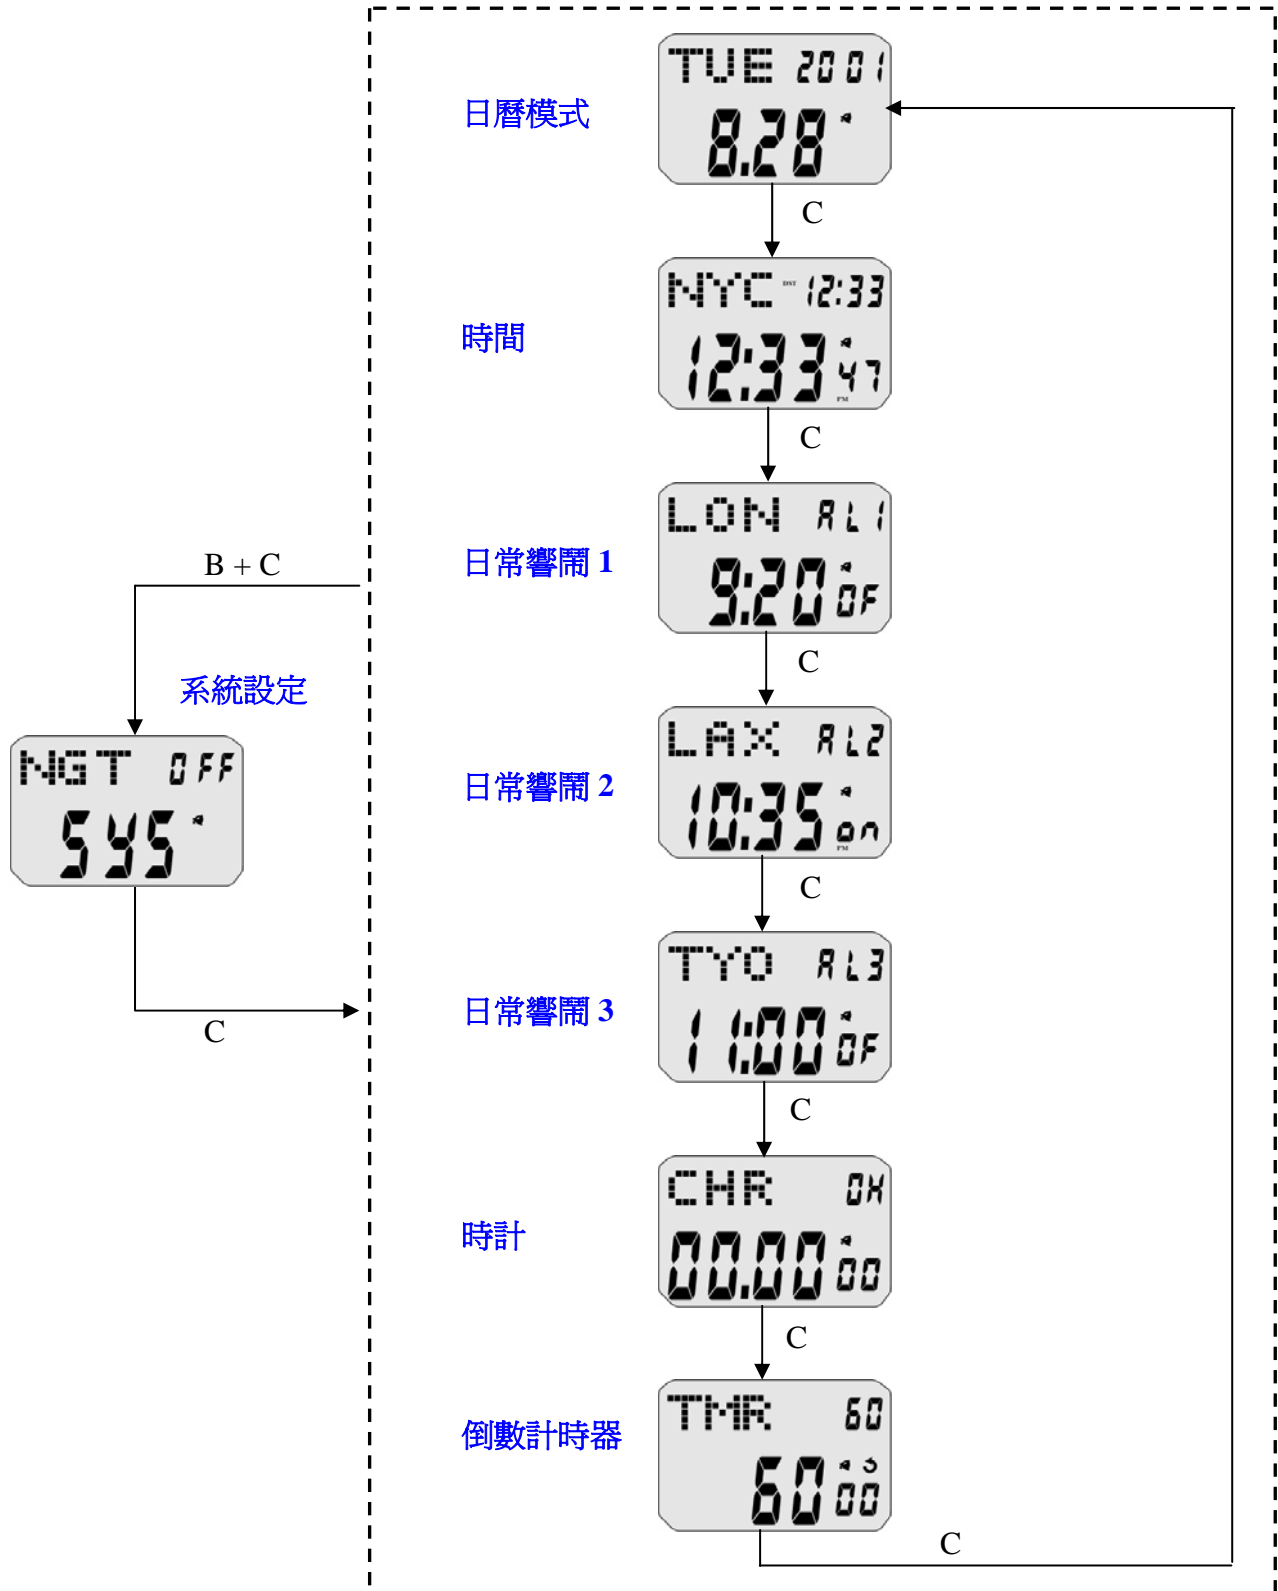 TUE 2001
日曆模式
8.28
C
NYC DST 12:33
時間
12:33 47
PM
C
LON AL1
B + C
日常響鬧 1
9:20 OF
C
系統設定
LAX AL2
NGT OFF
日常響鬧 2
10:35 on
PM
SYS
C
TYO AL3
日常響鬧 3
11:00 OF
C
C
CHR 0H
時計
00.00 00
C
TMR 60
倒數計時器
60 00
C